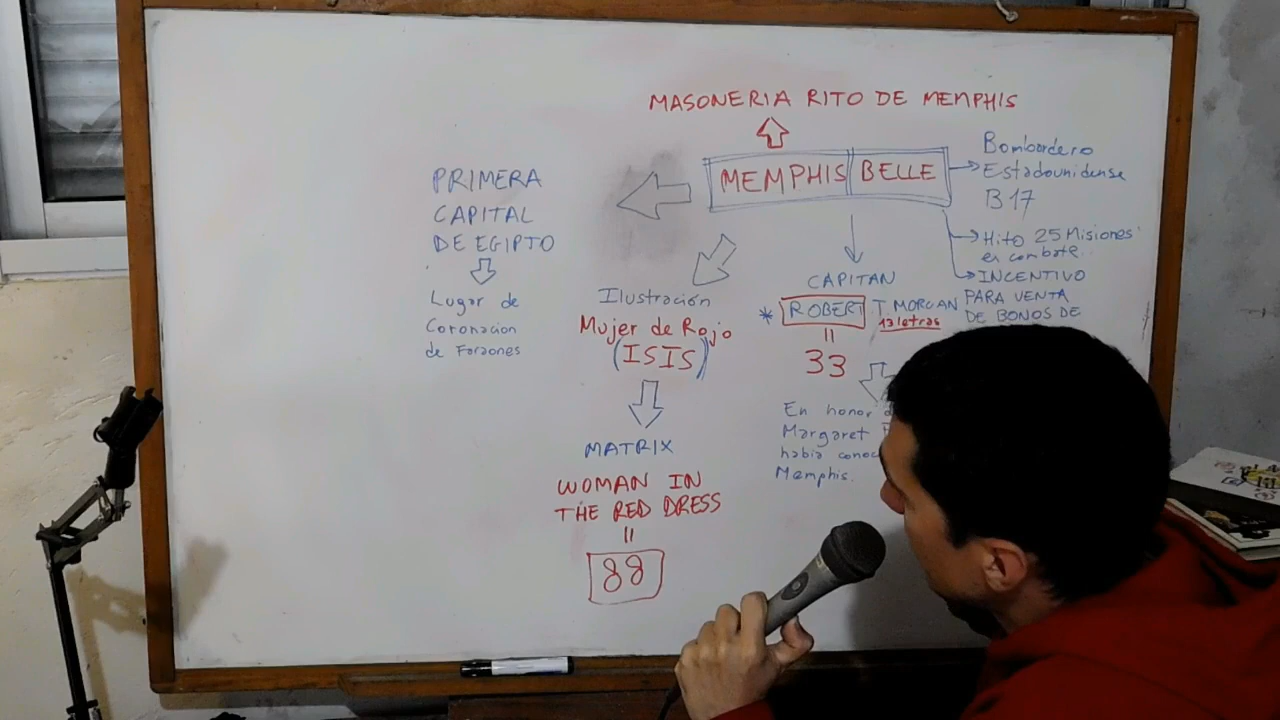 MASONERIA RITO DE MEMPHIS
MEMPHIS BELLE
Bombardero
Estadounidense
B17
Hito 25 Misiones
en combate..
INCENTIVO
PARA VENTA
DE BONOS DE
PRIMERA
CAPITAL
DE EGIPTO
Lugar de
Coronacion
de Faraones
Ilustración
Mujer de Rojo
(ISIS)
MATRIX
WOMAN IN
THE RED DRESS
=
88
CAPITAN
* ROBERT T. MORGAN
13 letras
=
33
En honor
Margaret
había
Memphis.